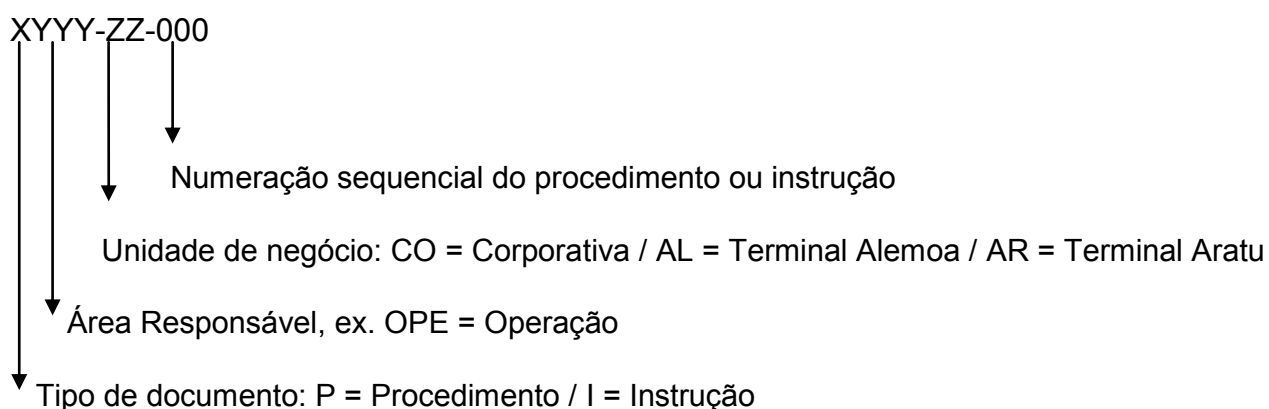 XYYY-ZZ-000
Numeração sequencial do procedimento ou instrução
Unidade de negócio: CO = Corporativa / AL = Terminal Alemoa / AR = Terminal Aratu
Área Responsável, ex. OPE = Operação
Tipo de documento: P = Procedimento / I = Instrução